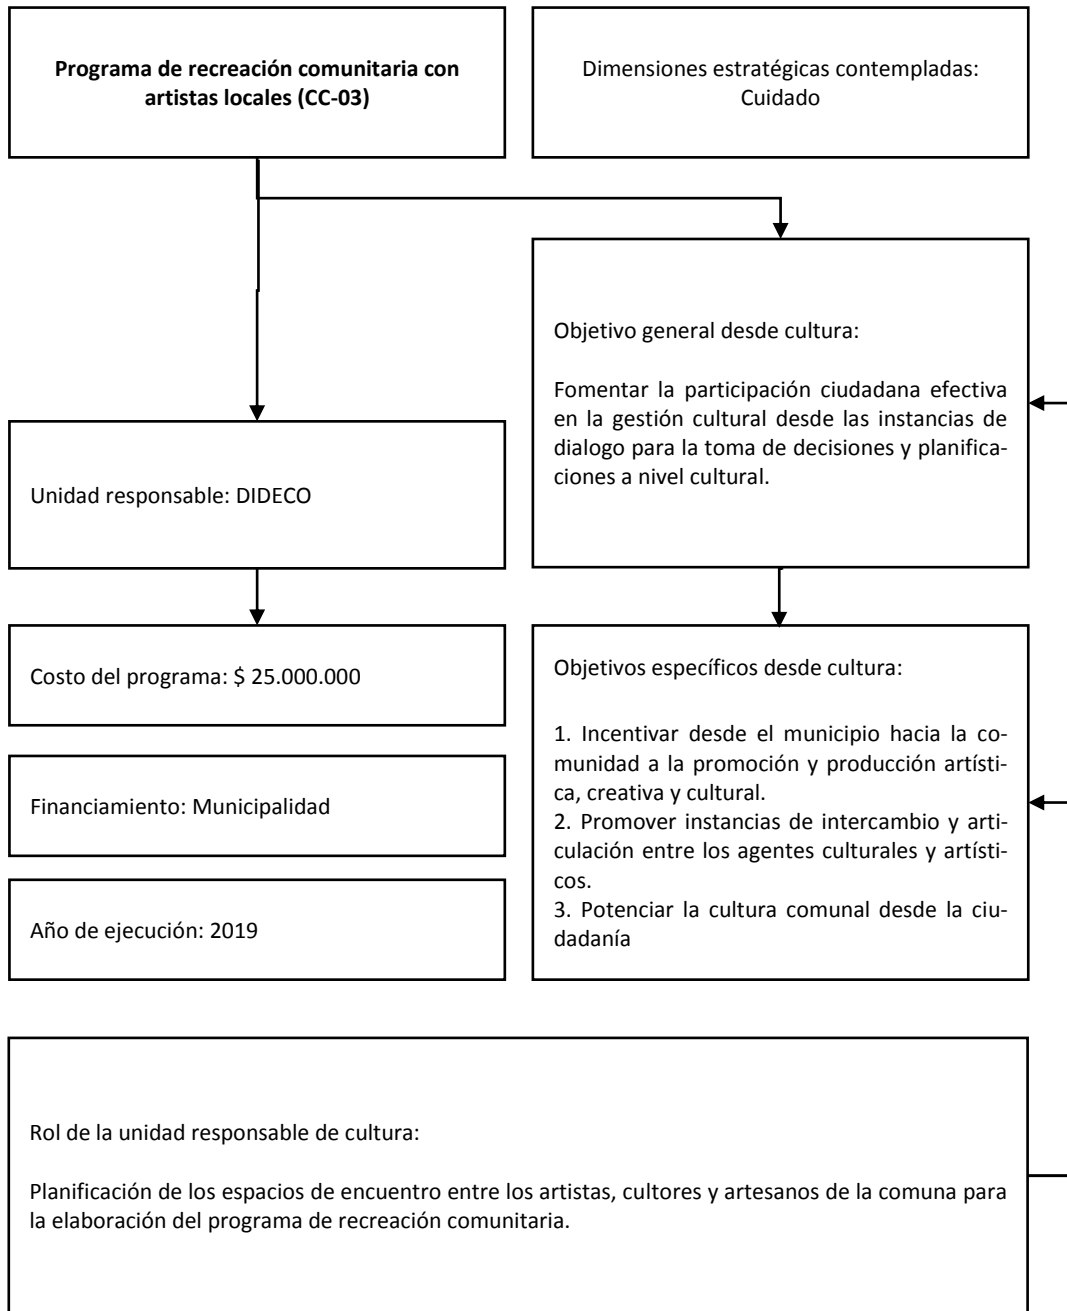 Programa de recreación comunitaria con
artistas locales (CC-03)
Dimensiones estratégicas contempladas:
Cuidado
Objetivo general desde cultura:
Fomentar la participación ciudadana efectiva
en la gestión cultural desde las instancias de
dialogo para la toma de decisiones y planifica-
ciones a nivel cultural.
Unidad responsable: DIDECO
Costo del programa: $ 25.000.000
Financiamiento: Municipalidad
Año de ejecución: 2019
Objetivos específicos desde cultura:
1. Incentivar desde el municipio hacia la co-
munidad a la promoción y producción artísti-
ca, creativa y cultural.
2. Promover instancias de intercambio y arti-
culación entre los agentes culturales y artísti-
cos.
3. Potenciar la cultura comunal desde la ciu-
dadanía
Rol de la unidad responsable de cultura:
Planificación de los espacios de encuentro entre los artistas, cultores y artesanos de la comuna para
la elaboración del programa de recreación comunitaria.